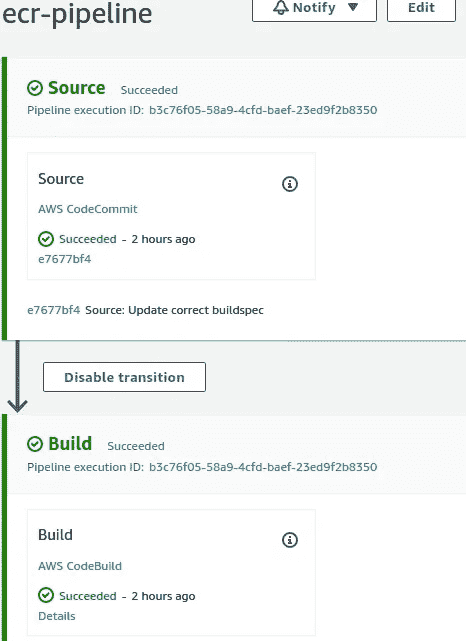 ecr-pipeline
Notify
Edit
Source Succeeded
Pipeline execution ID: b3c76f05-58a9-4cfd-baef-23ed9f2b8350
Source
AWS CodeCommit
Succeeded - 2 hours ago
e7677bf4
e7677bf4 Source: Update correct buildspec
Disable transition
Build Succeeded
Pipeline execution ID: b3c76f05-58a9-4cfd-baef-23ed9f2b8350
Build
AWS CodeBuild
Succeeded - 2 hours ago
Details